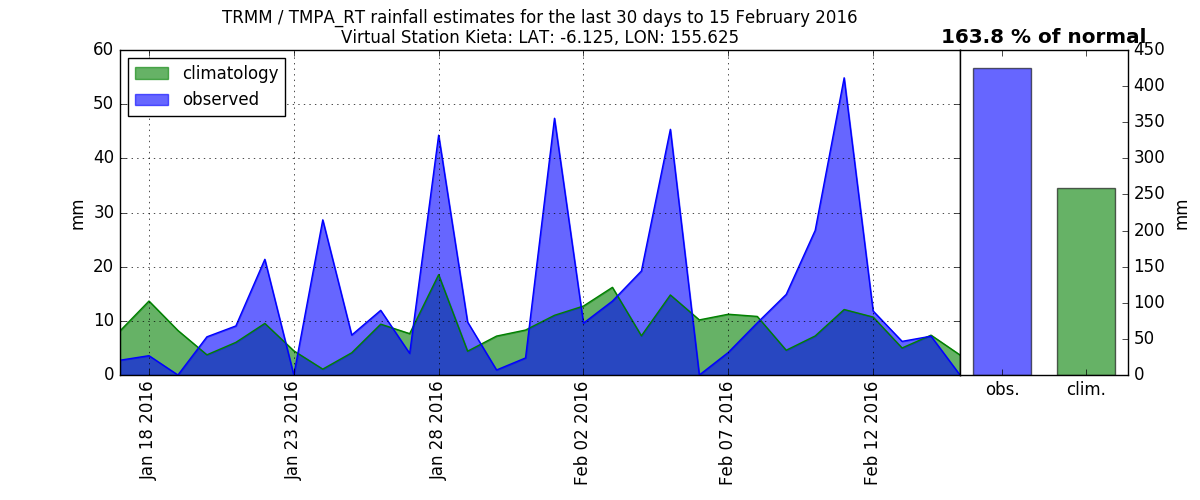 TRMM / TMPA_RT rainfall estimates for the last 30 days to 15 February 2016
Virtual Station Kieta: LAT: -6.125, LON: 155.625
163.8 % of normal
climatology
observed
60
50
40
30
20
10
0
mm
Jan 18 2016
Jan 23 2016
Jan 28 2016
Feb 02 2016
Feb 07 2016
Feb 12 2016
450
400
350
300
250
200
150
100
50
0
mm
obs.
clim.